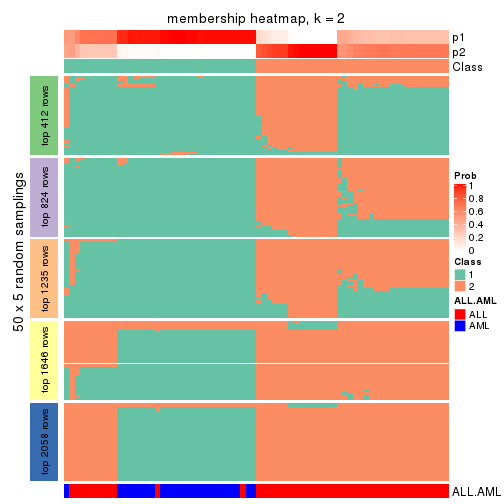 membership heatmap, k = 2
p1
p2
Class
50 x 5 random samplings
top 412 rows
top 824 rows
top 1235 rows
top 1646 rows
top 2058 rows
Prob
1
0.8
0.6
0.4
0.2
0
Class
1
2
ALL.AML
ALL
AML
ALL.AML